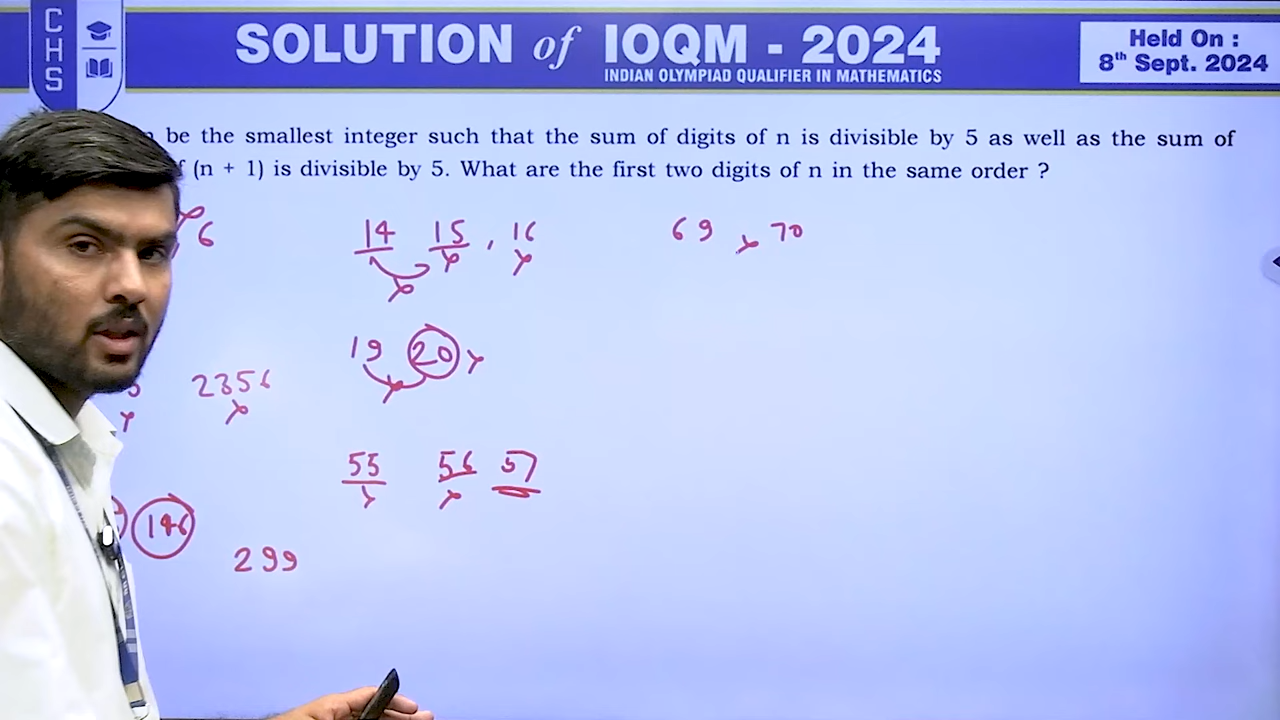 CHS
SOLUTION of IOQM - 2024
INDIAN OLYMPIAD QUALIFIER IN MATHEMATICS
Held On :
8th Sept. 2024
be the smallest integer such that the sum of digits of n is divisible by 5 as well as the sum of
(n + 1) is divisible by 5. What are the first two digits of n in the same order ?
6
14 15 , 16
69 70
19 20
2356
55 56 57
146
299